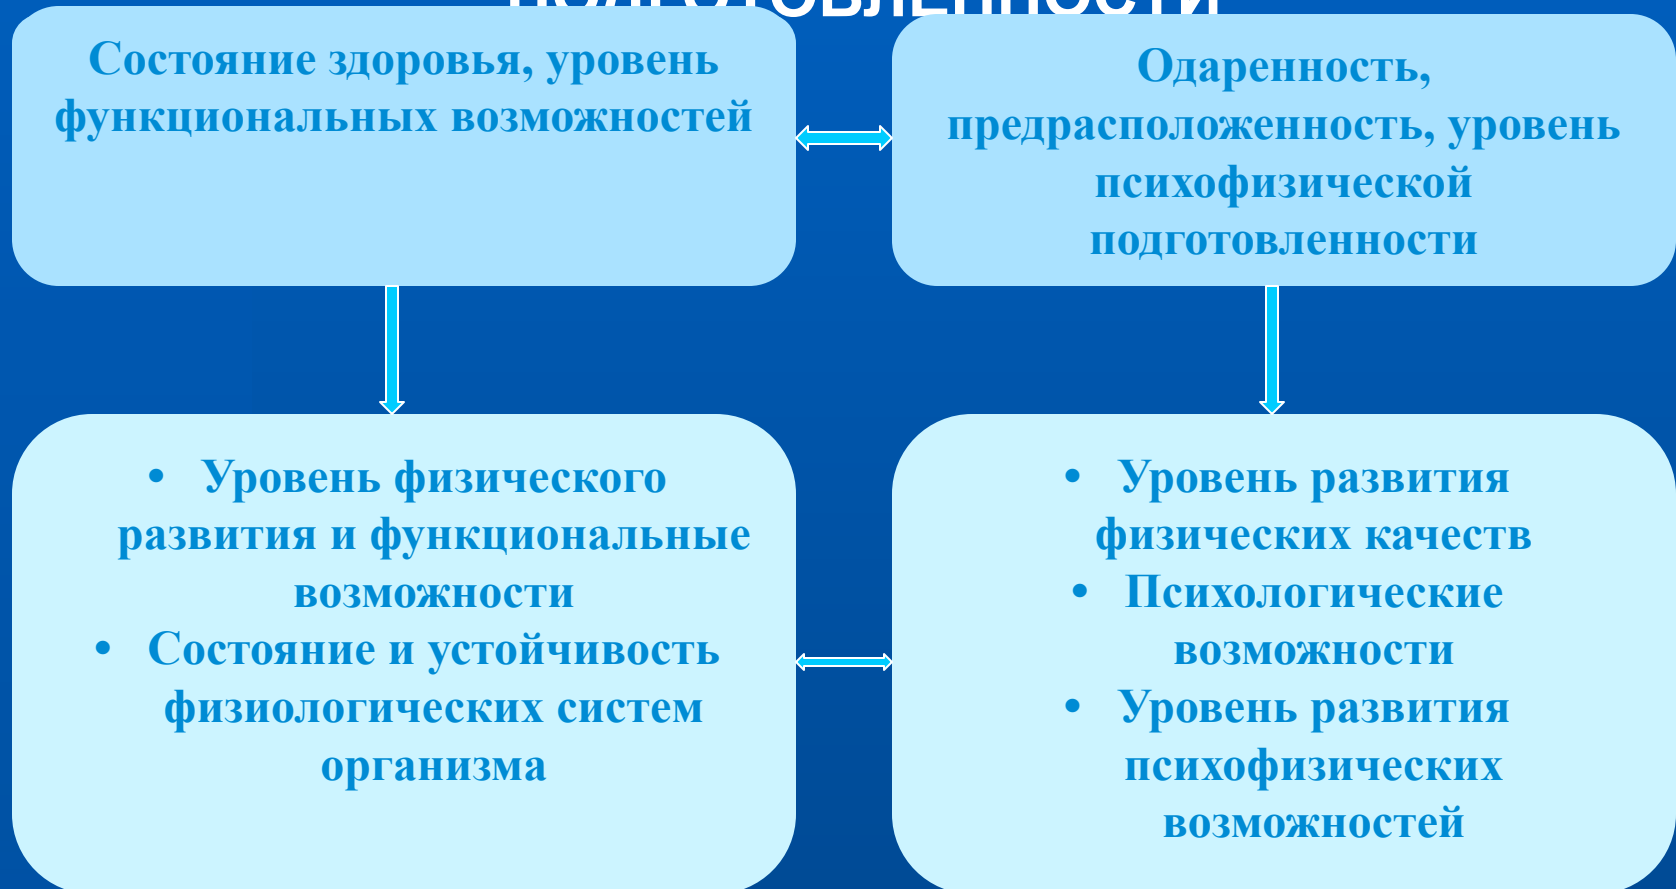 ПОДГОТОВЛЕННОСТИ
Состояние здоровья, уровень
функциональных возможностей
Одаренность,
предрасположенность, уровень
психофизической
подготовленности
• Уровень физического
развития и функциональные
возможности
• Состояние и устойчивость
физиологических систем
организма
• Уровень развития
физических качеств
• Психологические
возможности
• Уровень развития
психофизических
возможностей